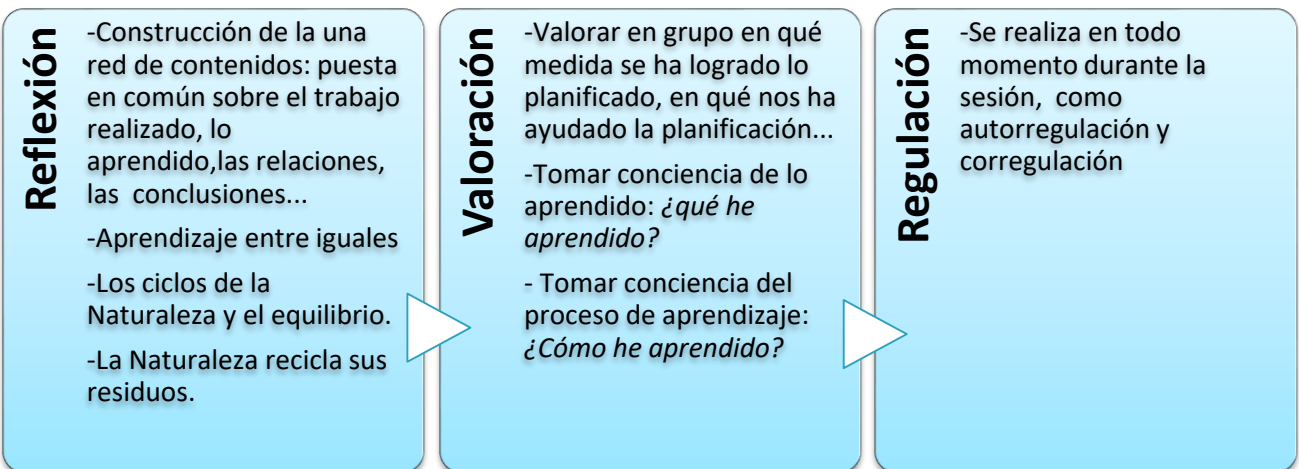 Reflexión
-Construcción de la una
red de contenidos: puesta
en común sobre el trabajo
realizado, lo
aprendido,las relaciones,
las conclusiones...
-Aprendizaje entre iguales
-Los ciclos de la
Naturaleza y el equilibrio.
-La Naturaleza recicla sus
residuos.
Valoración
-Valorar en grupo en qué
medida se ha logrado lo
planificado, en qué nos ha
ayudado la planificación...
-Tomar conciencia de lo
aprendido: ¿qué he
aprendido?
- Tomar conciencia del
proceso de aprendizaje:
¿Cómo he aprendido?
Regulación
-Se realiza en todo
momento durante la
sesión, como
autorregulación y
corregulación